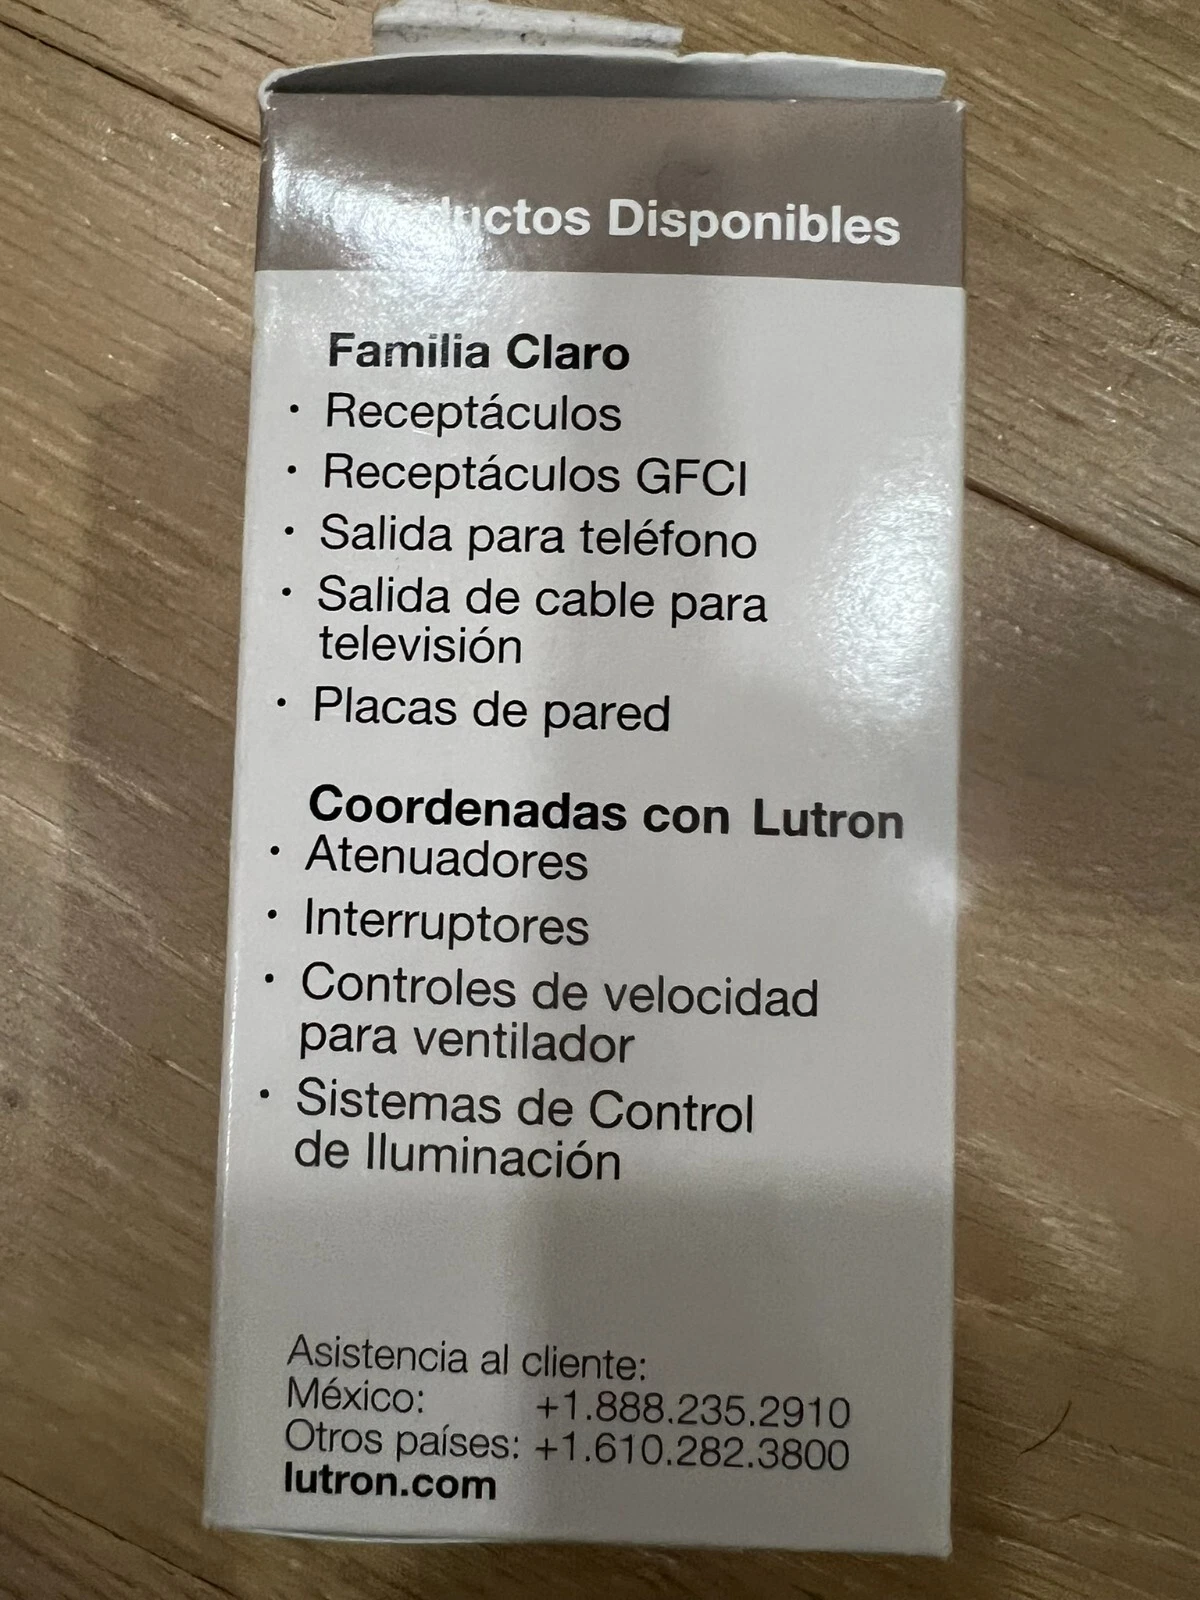 Productos Disponibles
Familia Claro
· Receptáculos
· Receptáculos GFCI
· Salida para teléfono
· Salida de cable para
televisión
· Placas de pared
Coordenadas con Lutron
· Atenuadores
· Interruptores
· Controles de velocidad
para ventilador
· Sistemas de Control
de Iluminación
Asistencia al cliente:
México: +1.888.235.2910
Otros países: +1.610.282.3800
lutron.com